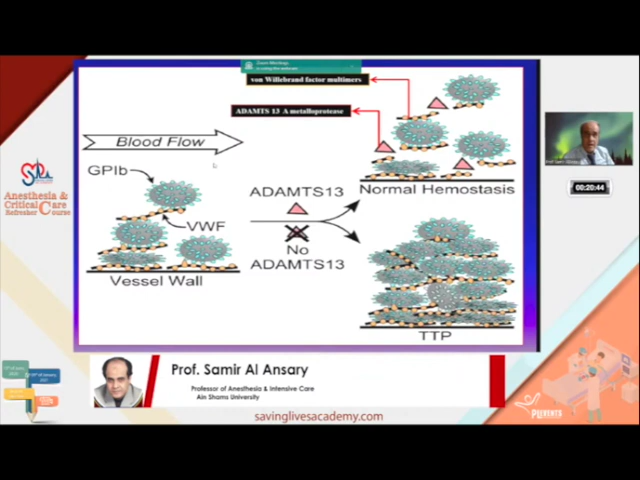 von Willebrand factor multimers
ADAMTS 13 A metalloprotease
Blood Flow
GPIb
VWF
Vessel Wall
ADAMTS13
No
ADAMTS13
Normal Hemostasis
TTP
00:20:44
Anesthesia &
Critical Care
Refresher Course
Prof. Samir Al Ansary
Professor of Anesthesia & Intensive Care
Ain Shams University
savinglivesacademy.com
PREVENTS